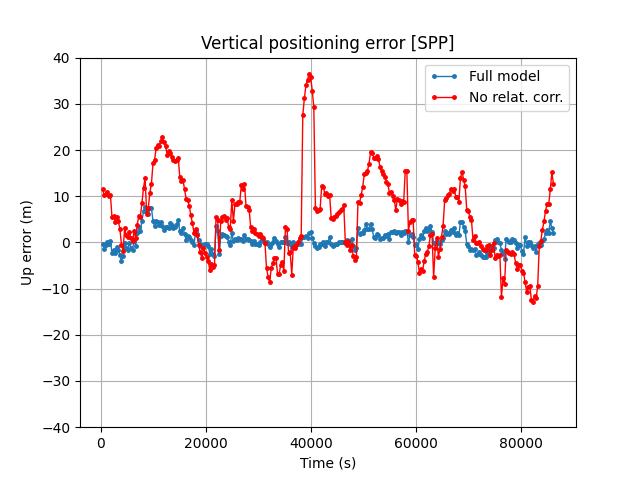 Vertical positioning error [SPP]
Full model
No relat. corr.
Up error (m)
40
30
20
10
0
−10
−20
−30
−40
0 20000 40000 60000 80000
Time (s)